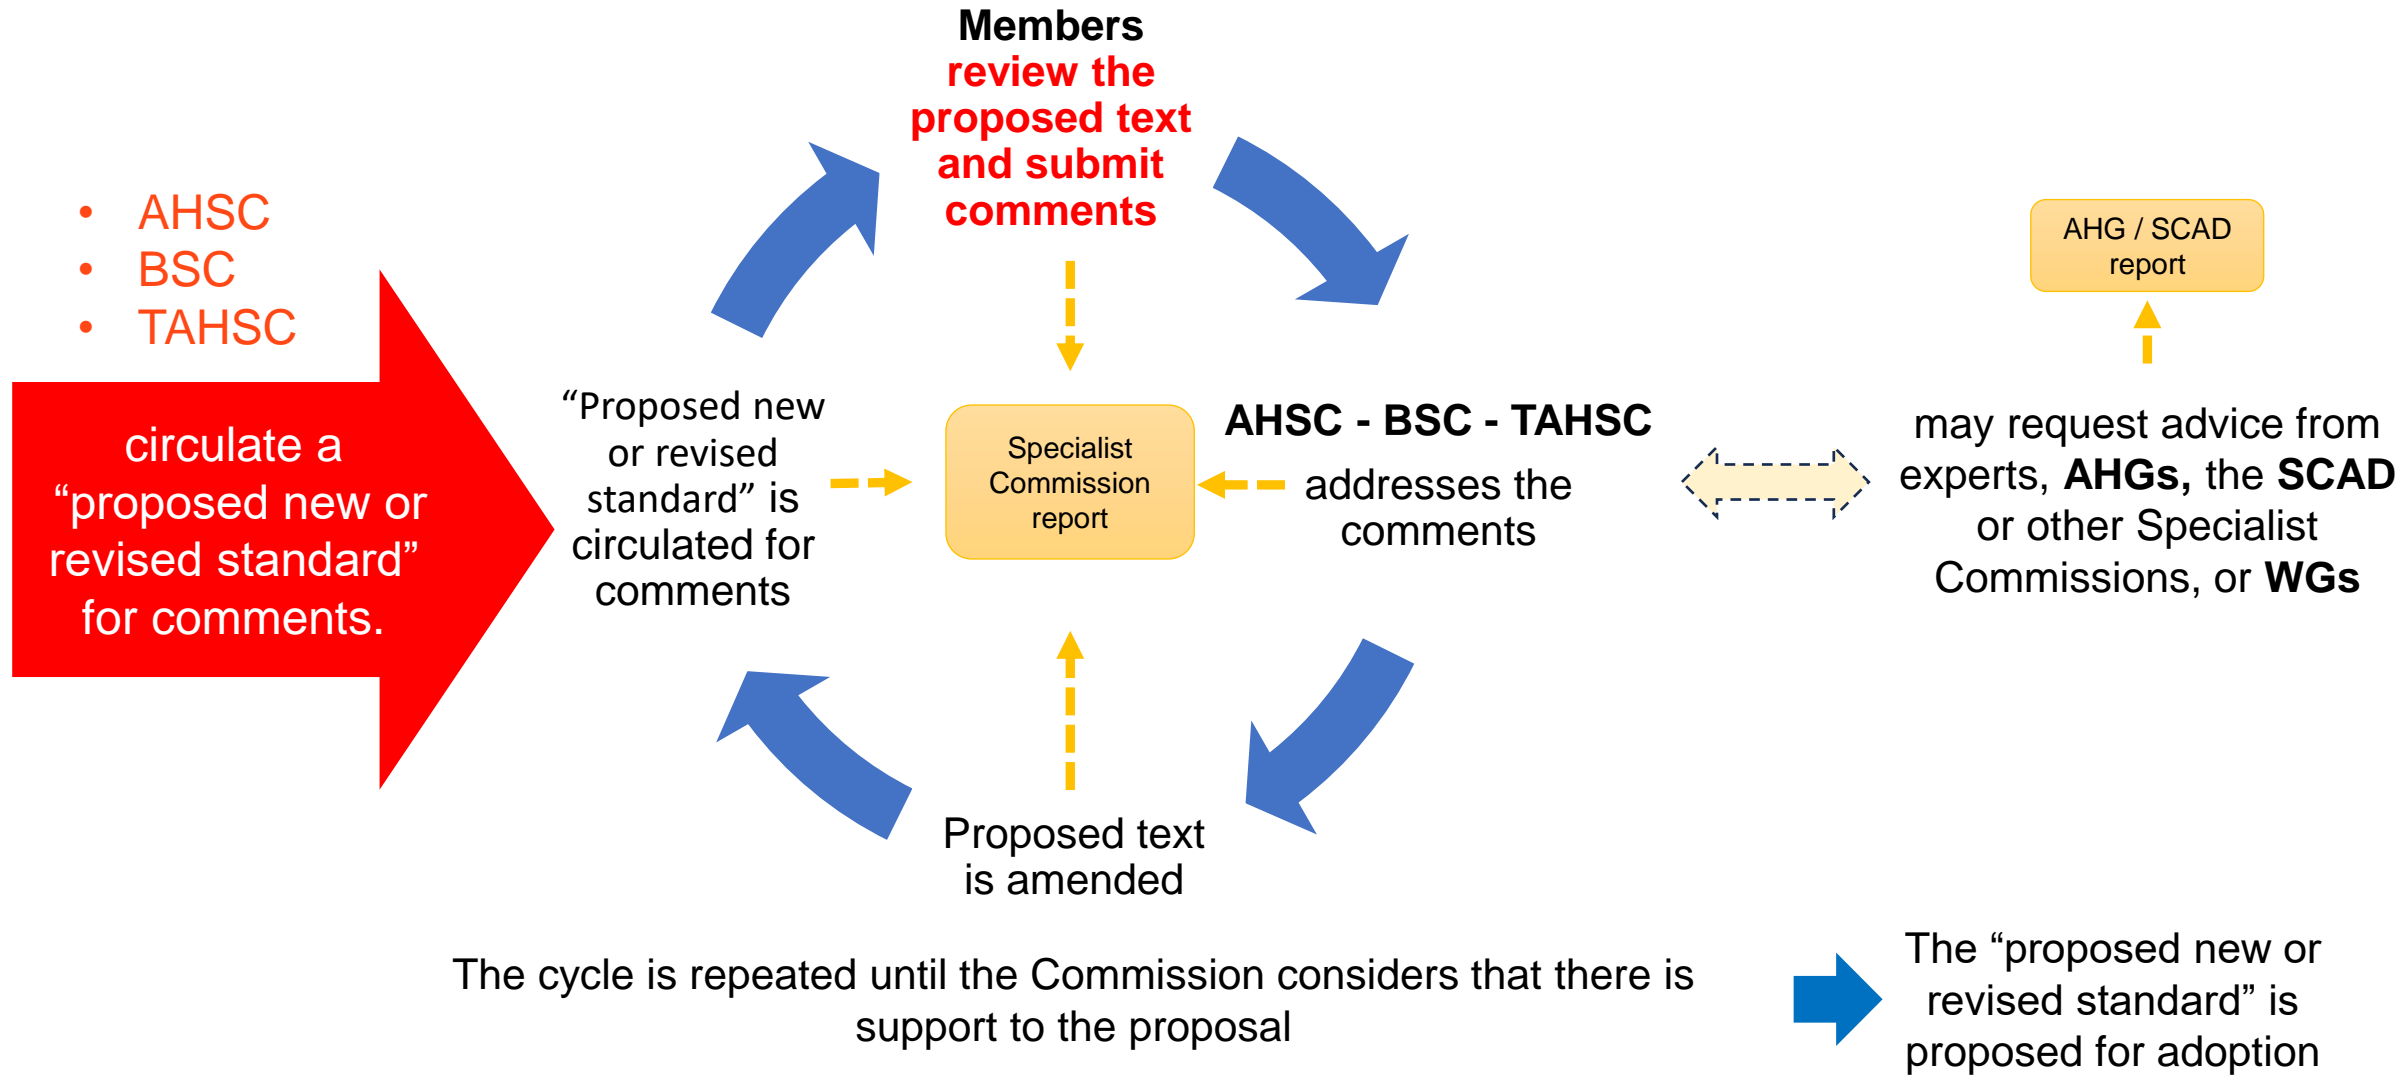 • AHSC
• BSC
• TAHSC
circulate a
“proposed new or
revised standard”
for comments.
“Proposed new
or revised
standard” is
circulated for
comments
Members
review the
proposed text
and submit
comments
Specialist
Commission
report
AHSC - BSC - TAHSC
addresses the
comments
AHG / SCAD
report
may request advice from
experts, AHGs, the SCAD
or other Specialist
Commissions, or WGs
Proposed text
is amended
The cycle is repeated until the Commission considers that there is
support to the proposal
The “proposed new or
revised standard” is
proposed for adoption